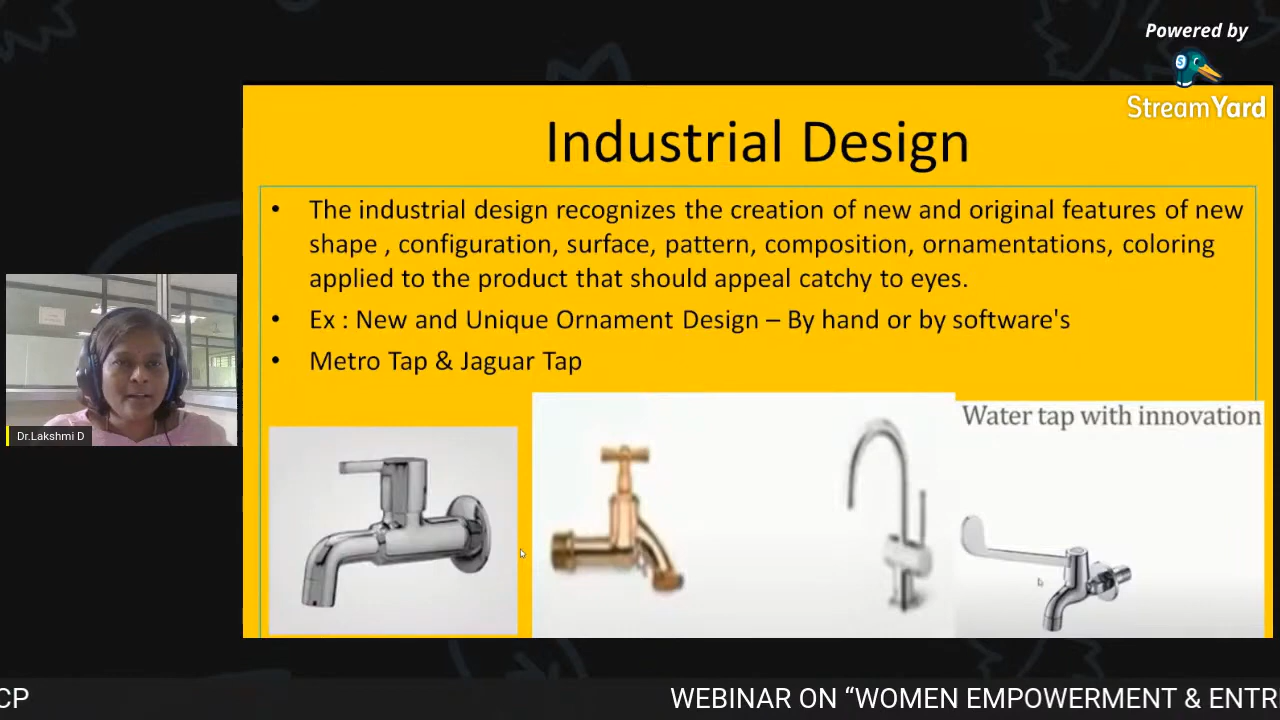 Powered by
StreamYard
Industrial Design
• The industrial design recognizes the creation of new and original features of new
shape , configuration, surface, pattern, composition, ornamentations, coloring
applied to the product that should appeal catchy to eyes.
• Ex : New and Unique Ornament Design – By hand or by software's
• Metro Tap & Jaguar Tap
Water tap with innovation
Dr.Lakshmi D
CP
WEBINAR ON “WOMEN EMPOWERMENT & ENTR